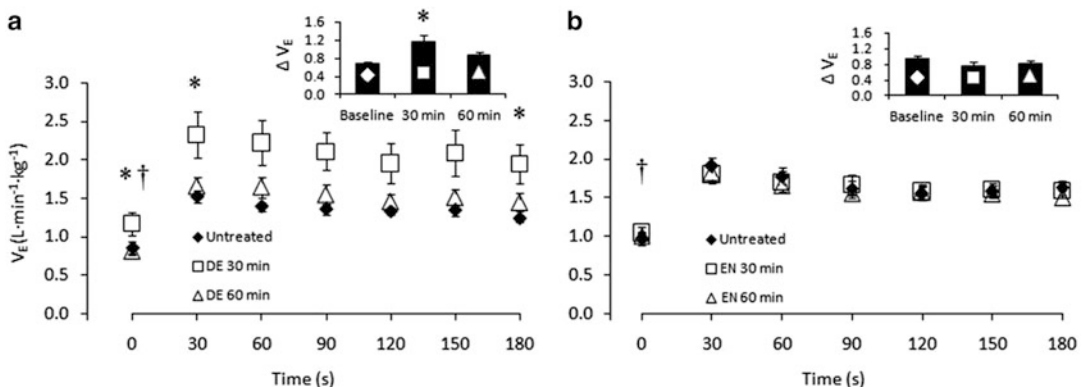 a
*
1.6
1.2
0.8
0.4
0.0
Δ V_E
Baseline 30 min 60 min
3.0
2.5
2.0
1.5
1.0
0.5
0.0
V_E (L·min⁻¹·kg⁻¹)
* †
*
*
Untreated
DE 30 min
DE 60 min
0 30 60 90 120 150 180
Time (s)
b
1.6
1.2
0.8
0.4
0.0
Δ V_E
Baseline 30 min 60 min
3.0
2.5
2.0
1.5
1.0
0.5
0.0
†
Untreated
EN 30 min
EN 60 min
0 30 60 90 120 150 180
Time (s)